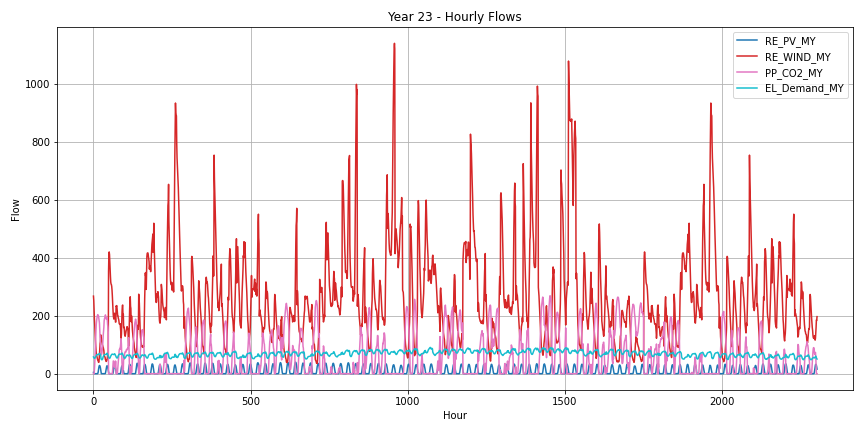 Year 23 - Hourly Flows
RE_PV_MY
RE_WIND_MY
PP_CO2_MY
EL_Demand_MY
1000
800
600
400
200
0
Flow
0 500 1000 1500 2000
Hour